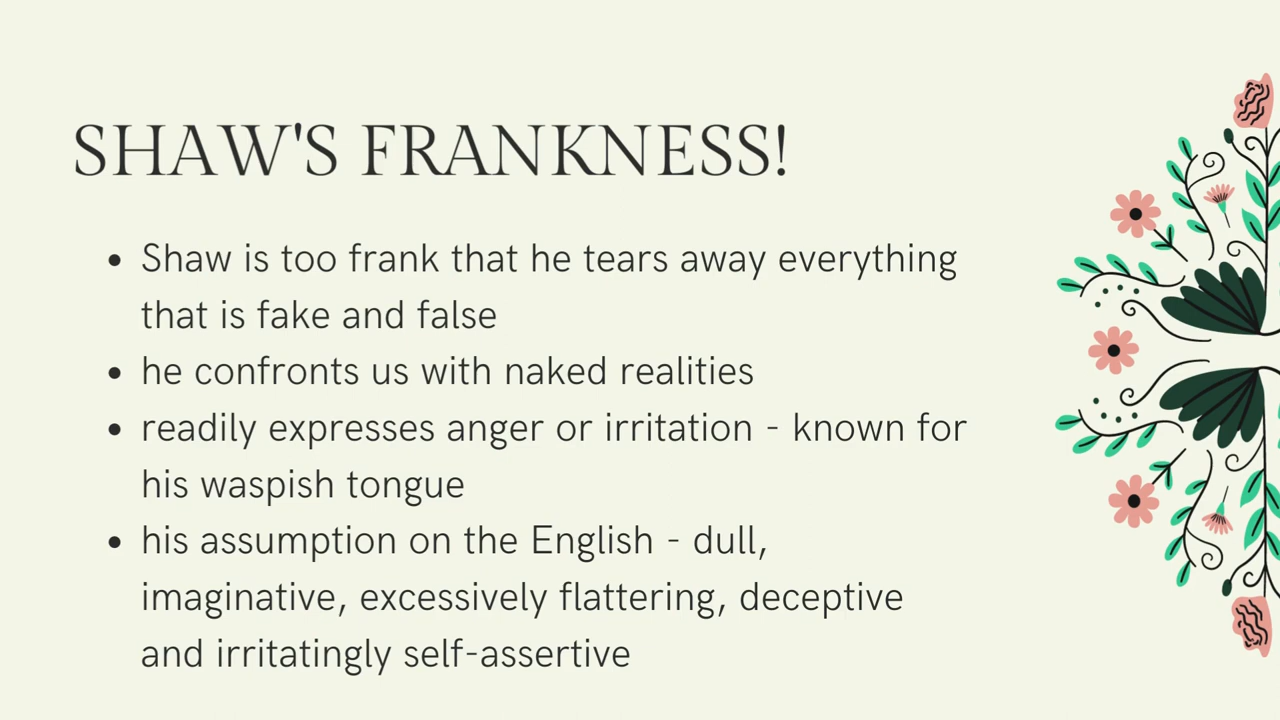 SHAW'S FRANKNESS!
• Shaw is too frank that he tears away everything
that is fake and false
• he confronts us with naked realities
• readily expresses anger or irritation - known for
his waspish tongue
• his assumption on the English - dull,
imaginative, excessively flattering, deceptive
and irritatingly self-assertive